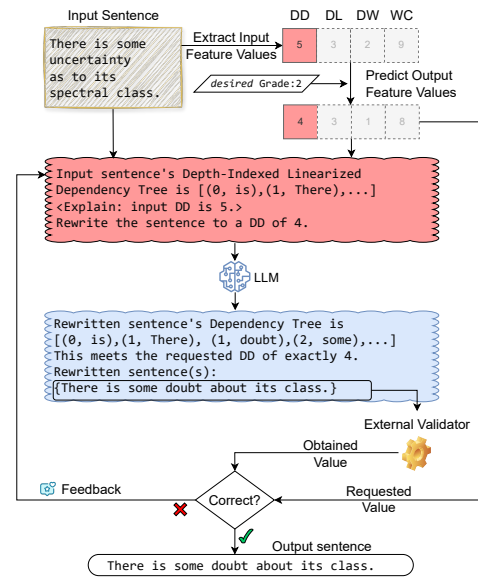 Input Sentence
There is some
uncertainty
as to its
spectral class.
Extract Input
Feature Values
DD DL DW WC
5 3 2 9
desired Grade:2
Predict Output
Feature Values
4 3 1 8
Input sentence's Depth-Indexed Linearized
Dependency Tree is [(0, is),(1, There),...]
<Explain: input DD is 5.>
Rewrite the sentence to a DD of 4.
LLM
Rewritten sentence's Dependency Tree is
[(0, is),(1, There), (1, doubt),(2, some),...]
This meets the requested DD of exactly 4.
Rewritten sentence(s):
{There is some doubt about its class.}
External Validator
Obtained
Value
Feedback
Correct?
Requested
Value
Output sentence
There is some doubt about its class.